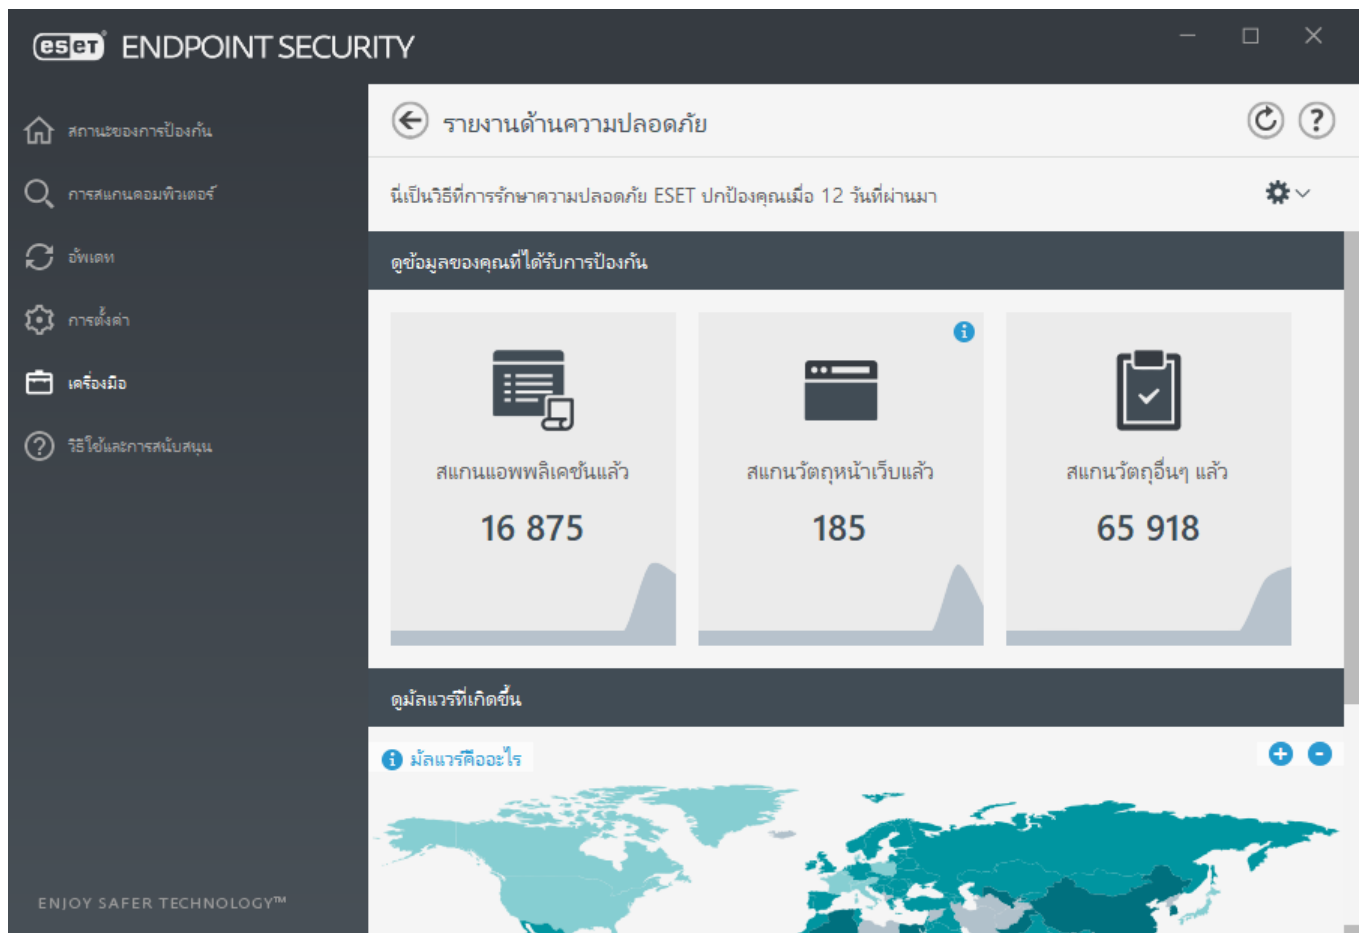 eset ENDPOINT SECURITY
สถานะของการป้องกัน
การสแกนคอมพิวเตอร์
อัพเดท
การตั้งค่า
เครื่องมือ
วิธีใช้และการสนับสนุน
ENJOY SAFER TECHNOLOGY™
รายงานด้านความปลอดภัย
นี่เป็นวิธีที่การรักษาความปลอดภัย ESET ปกป้องคุณเมื่อ 12 วันที่ผ่านมา
ดูข้อมูลของคุณที่ได้รับการป้องกัน
สแกนแอพพลิเคชันแล้ว
16 875
สแกนวัตถุหน้าเว็บแล้ว
185
สแกนวัตถุอื่นๆ แล้ว
65 918
ดูมัลแวร์ที่เกิดขึ้น
มัลแวร์คืออะไร